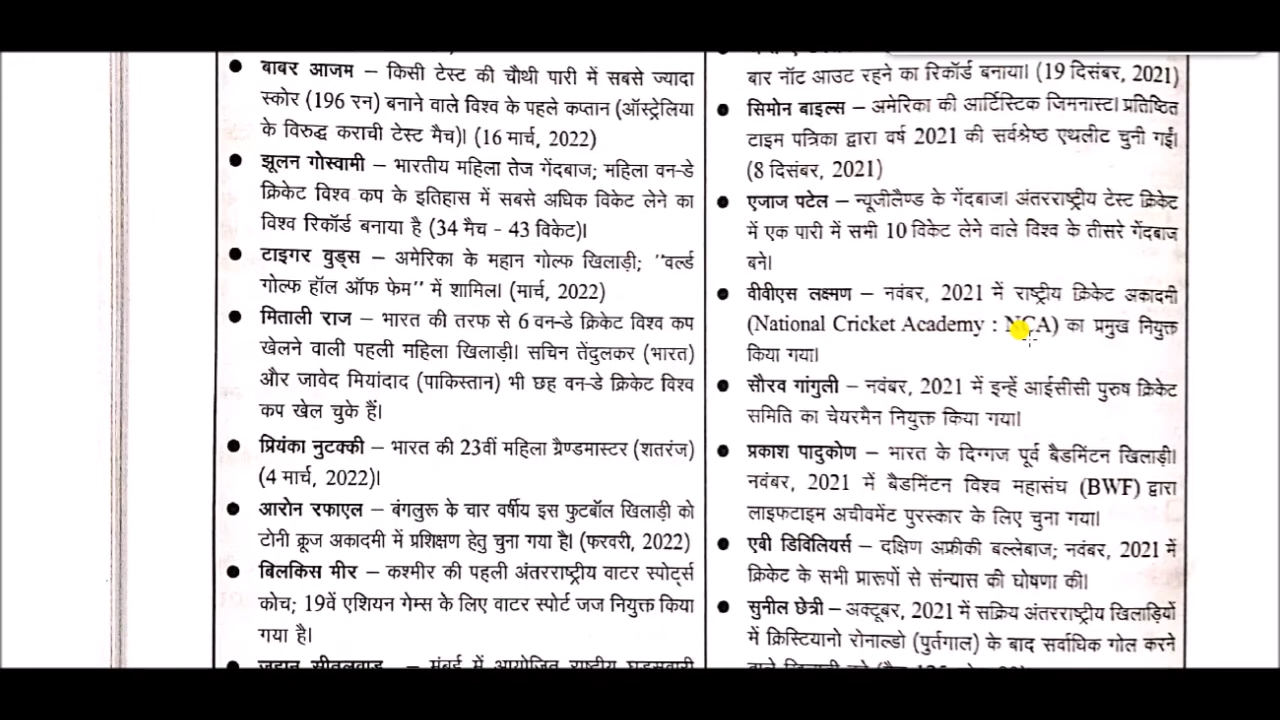 बाबर आजम – किसी टेस्ट की चौथी पारी में सबसे ज्यादा
स्कोर (196 रन) बनाने वाले विश्व के पहले कप्तान (ऑस्ट्रेलिया
के विरुद्ध कराची टेस्ट मैच)। (16 मार्च, 2022)
झूलन गोस्वामी – भारतीय महिला तेज गेंदबाज; महिला वन-डे
क्रिकेट विश्व कप के इतिहास में सबसे अधिक विकेट लेने का
विश्व रिकॉर्ड बनाया है (34 मैच - 43 विकेट)।
टाइगर वुड्स – अमेरिका के महान गोल्फ खिलाड़ी; "वर्ल्ड
गोल्फ हॉल ऑफ फेम" में शामिल। (मार्च, 2022)
मिताली राज – भारत की तरफ से 6 वन-डे क्रिकेट विश्व कप
खेलने वाली पहली महिला खिलाड़ी। सचिन तेंदुलकर (भारत)
और जावेद मियांदाद (पाकिस्तान) भी छह वन-डे क्रिकेट विश्व
कप खेल चुके हैं।
प्रियंका नुटक्की – भारत की 23वीं महिला ग्रैण्डमास्टर (शतरंज)
(4 मार्च, 2022)।
आरोन रफाएल – बंगलुरू के चार वर्षीय इस फुटबॉल खिलाड़ी को
टोनी क्रूज अकादमी में प्रशिक्षण हेतु चुना गया है। (फरवरी, 2022)
बिलकिस मीर – कश्मीर की पहली अंतरराष्ट्रीय वाटर स्पोर्ट्स
कोच; 19वें एशियन गेम्स के लिए वाटर स्पोर्ट जज नियुक्त किया
गया है।
बार नॉट आउट रहने का रिकॉर्ड बनाया। (19 दिसंबर, 2021)
सिमोन बाइल्स – अमेरिका की आर्टिस्टिक जिमनास्ट। प्रतिष्ठित
टाइम पत्रिका द्वारा वर्ष 2021 की सर्वश्रेष्ठ एथलीट चुनी गईं।
(8 दिसंबर, 2021)
एजाज पटेल – न्यूजीलैण्ड के गेंदबाज। अंतरराष्ट्रीय टेस्ट क्रिकेट
में एक पारी में सभी 10 विकेट लेने वाले विश्व के तीसरे गेंदबाज
बने।
वीवीएस लक्ष्मण – नवंबर, 2021 में राष्ट्रीय क्रिकेट अकादमी
(National Cricket Academy : NCA) का प्रमुख नियुक्त
किया गया।
सौरव गांगुली – नवंबर, 2021 में इन्हें आईसीसी पुरुष क्रिकेट
समिति का चेयरमैन नियुक्त किया गया।
प्रकाश पादुकोण – भारत के दिग्गज पूर्व बैडमिंटन खिलाड़ी।
नवंबर, 2021 में बैडमिंटन विश्व महासंघ (BWF) द्वारा
लाइफटाइम अचीवमेंट पुरस्कार के लिए चुना गया।
एबी डिविलियर्स – दक्षिण अफ्रीकी बल्लेबाज; नवंबर, 2021 में
क्रिकेट के सभी प्रारूपों से संन्यास की घोषणा की।
सुनील छेत्री – अक्टूबर, 2021 में सक्रिय अंतरराष्ट्रीय खिलाड़ियों
में क्रिस्टियानो रोनाल्डो (पुर्तगाल) के बाद सर्वाधिक गोल करने